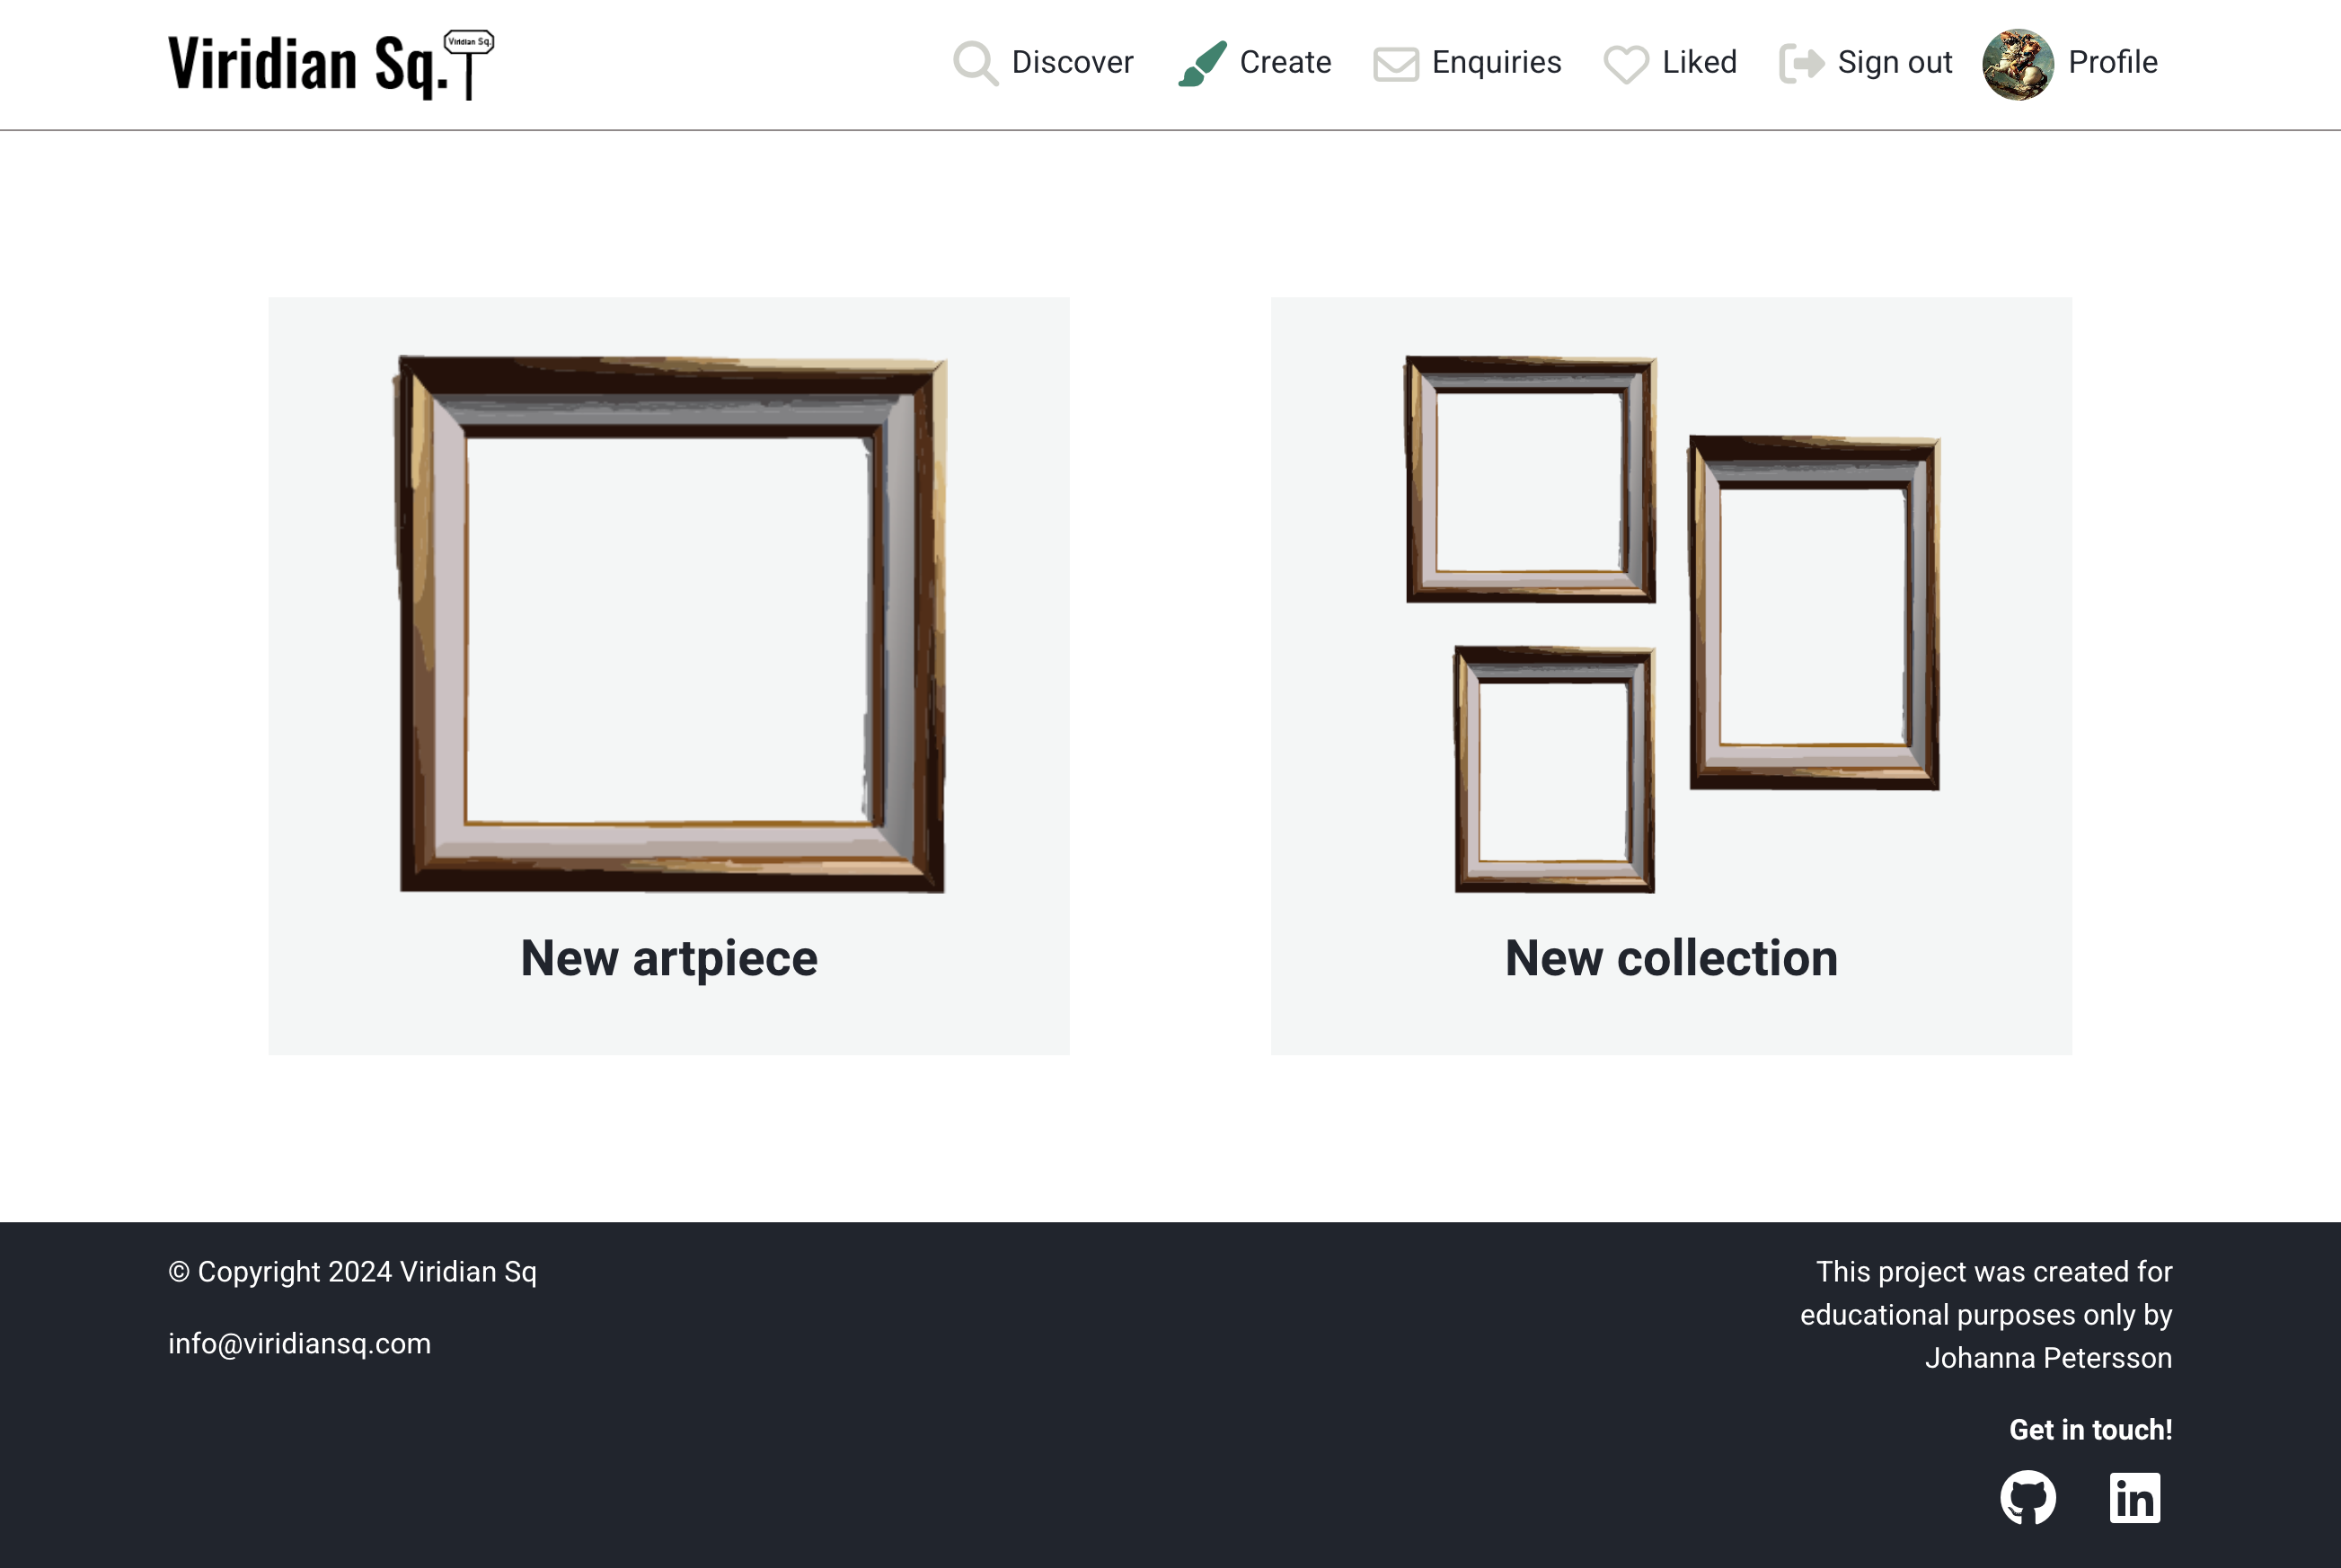 Viridian Sq.
Viridian Sq.
Discover
Create
Enquiries
Liked
Sign out
Profile
New artpiece
New collection
© Copyright 2024 Viridian Sq
info@viridiansq.com
This project was created for
educational purposes only by
Johanna Petersson
Get in touch!
in